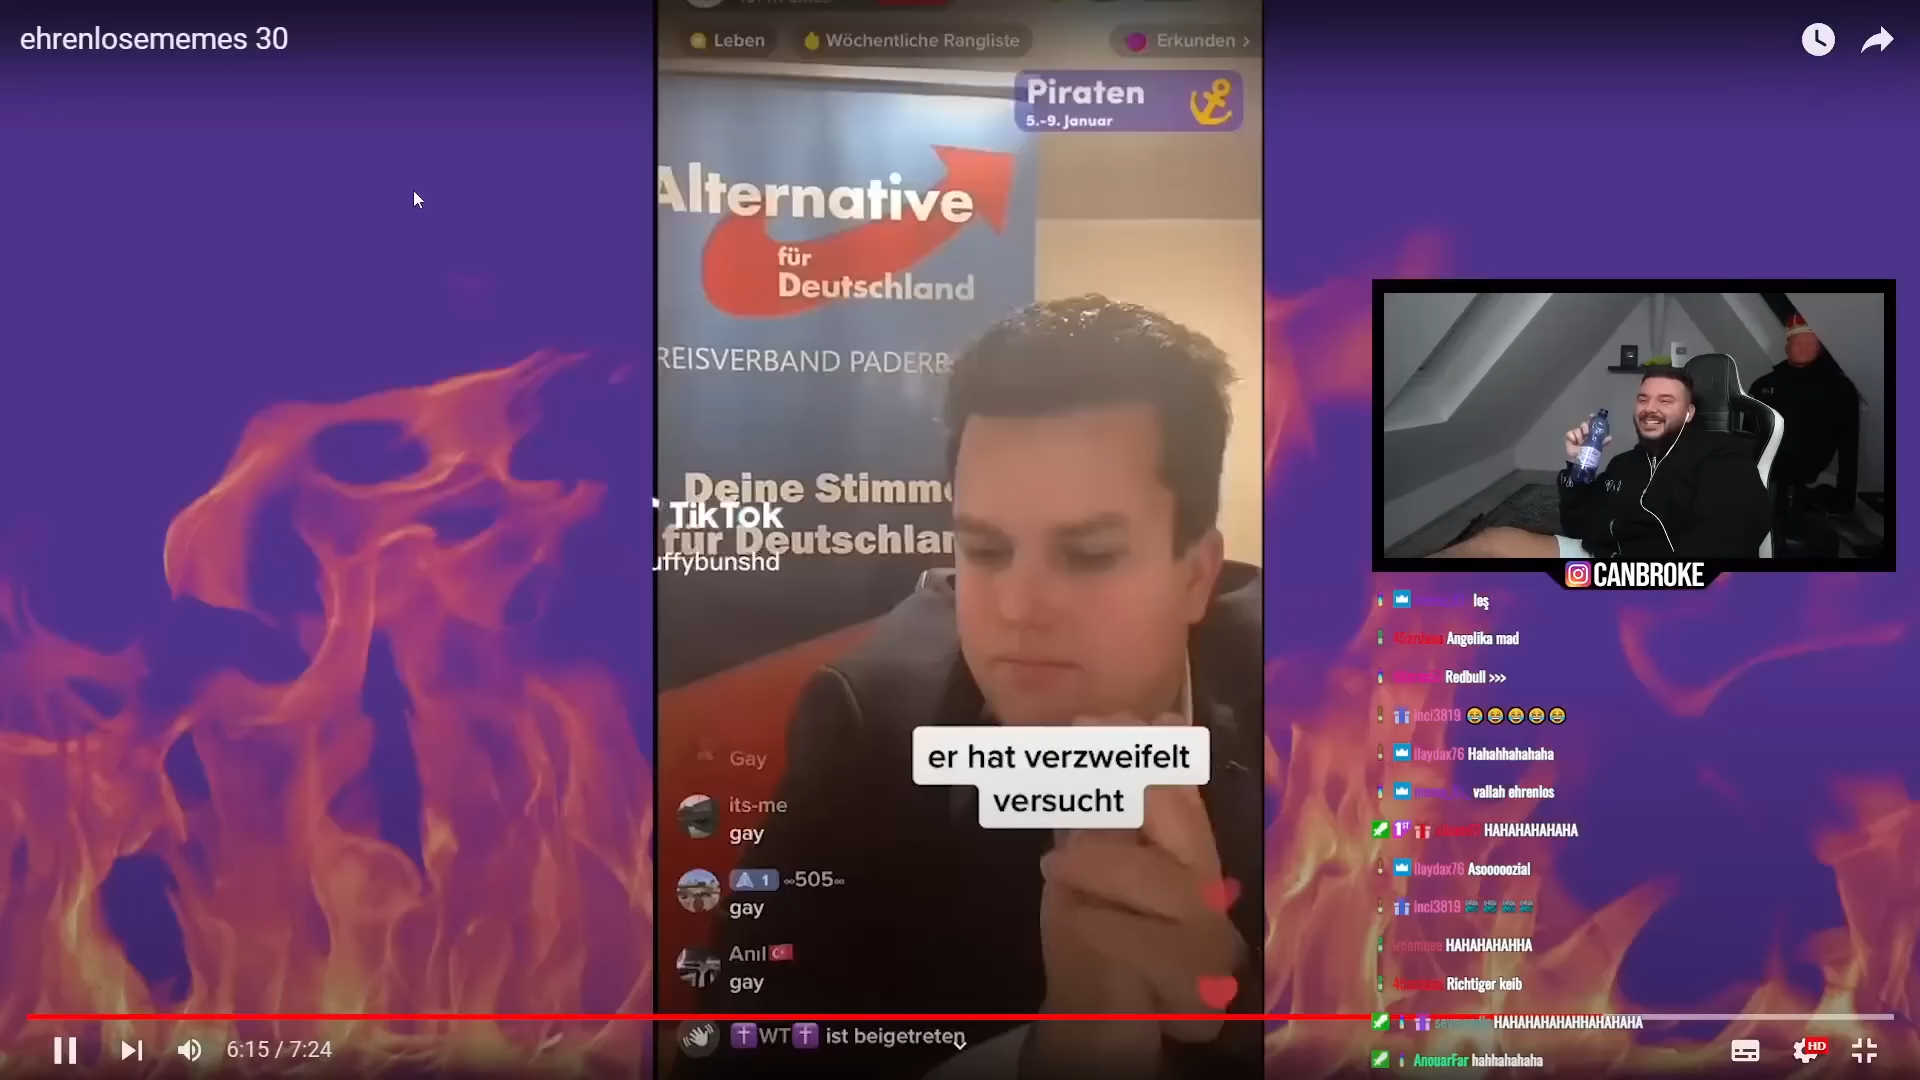 ehrenlosememes 30
Leben
Wöchentliche Rangliste
Erkunden >
Piraten
5.-9. Januar
Alternative
für
Deutschland
REISVERBAND PADERB
Deine Stimme
TikTok
für Deutschlan
uffybunshd
er hat verzweifelt
versucht
Gay
its-me
gay
1 ∞505∞
gay
Anıl🇹🇷
gay
✝️WT✝️ ist beigetreten
6:15 / 7:24
HD
CANBROKE
leş
Angelika mad
Redbull >>>
inci3819 😂😂😂😂😂
ilaydax76 Hahahhahahaha
vallah ehrenlos
1ST HAHAHAHAHAHA
ilaydax76 Asooooozial
inci3819
HAHAHAHAHHA
Richtiger keib
HAHAHAHAHAHHAHAHAHA
AnouarFar hahhahahaha